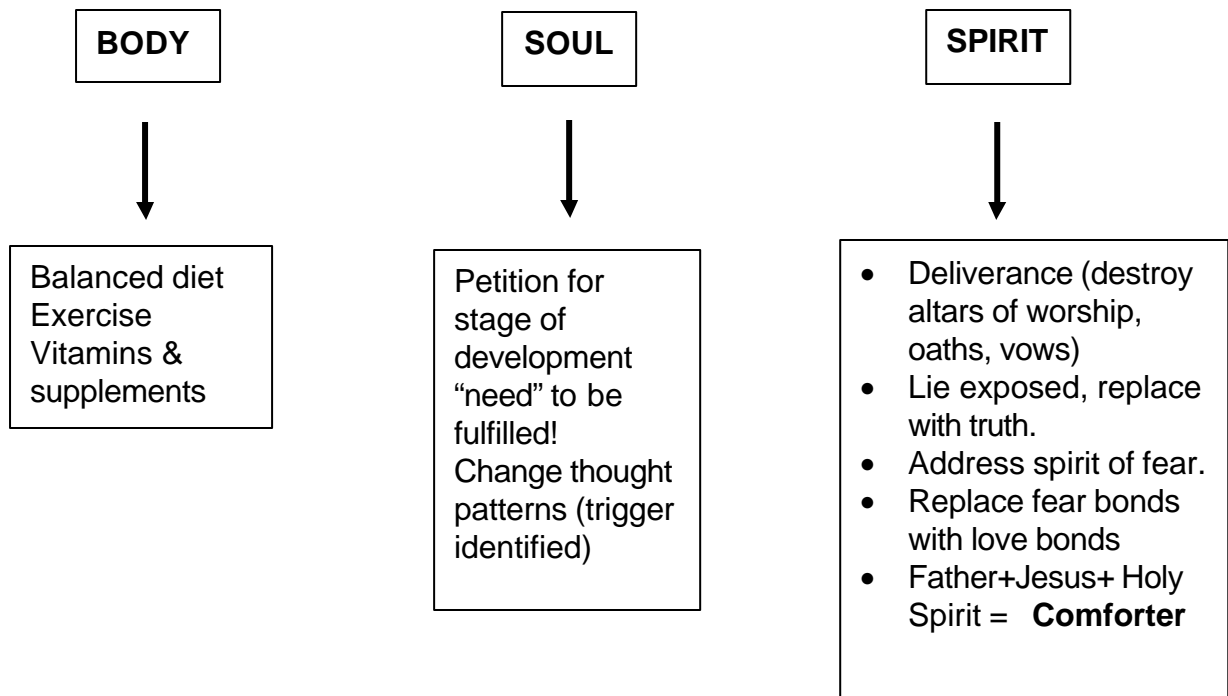 BODY
Balanced diet
Exercise
Vitamins &
supplements
SOUL
Petition for
stage of
development
“need” to be
fulfilled!
Change thought
patterns (trigger
identified)
SPIRIT
• Deliverance (destroy
altars of worship,
oaths, vows)
• Lie exposed, replace
with truth.
• Address spirit of fear.
• Replace fear bonds
with love bonds
• Father+Jesus+ Holy
Spirit = Comforter